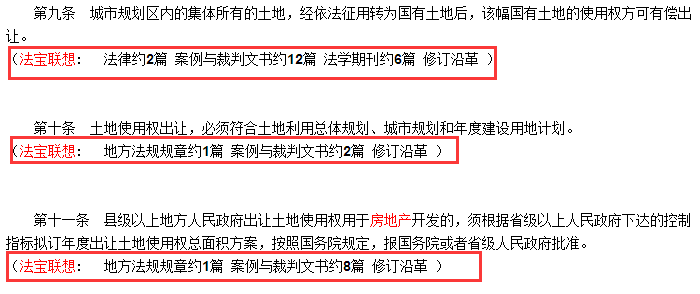 第九条　城市规划区内的集体所有的土地，经依法征用转为国有土地后，该幅国有土地的使用权方可有偿出
让。
（法宝联想：　法律约2篇 案例与裁判文书约12篇 法学期刊约6篇 修订沿革 ）
第十条　土地使用权出让，必须符合土地利用总体规划、城市规划和年度建设用地计划。
（法宝联想：　地方法规规章约1篇 案例与裁判文书约2篇 修订沿革 ）
第十一条　县级以上地方人民政府出让土地使用权用于房地产开发的，须根据省级以上人民政府下达的控制
指标拟订年度出让土地使用权总面积方案，按照国务院规定，报国务院或者省级人民政府批准。
（法宝联想：　地方法规规章约1篇 案例与裁判文书约8篇 修订沿革 ）